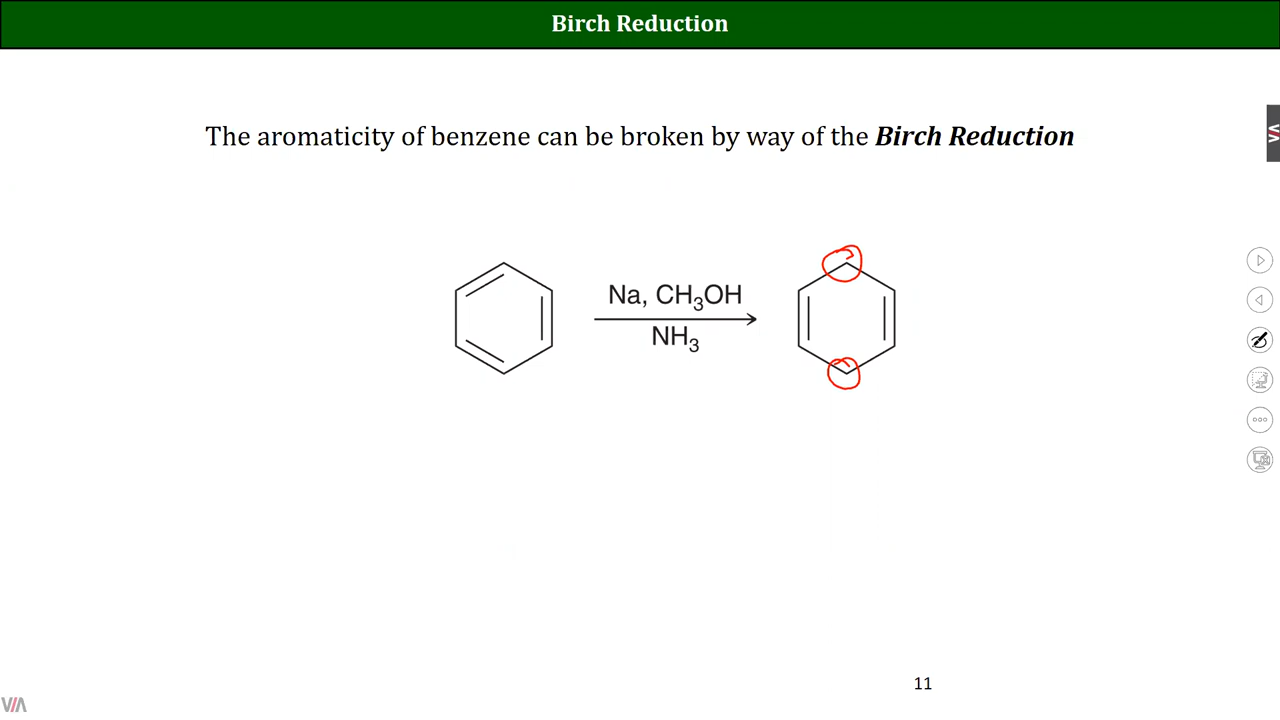 Birch Reduction
The aromaticity of benzene can be broken by way of the Birch Reduction
Na, CH₃OH
NH₃
11
VIA